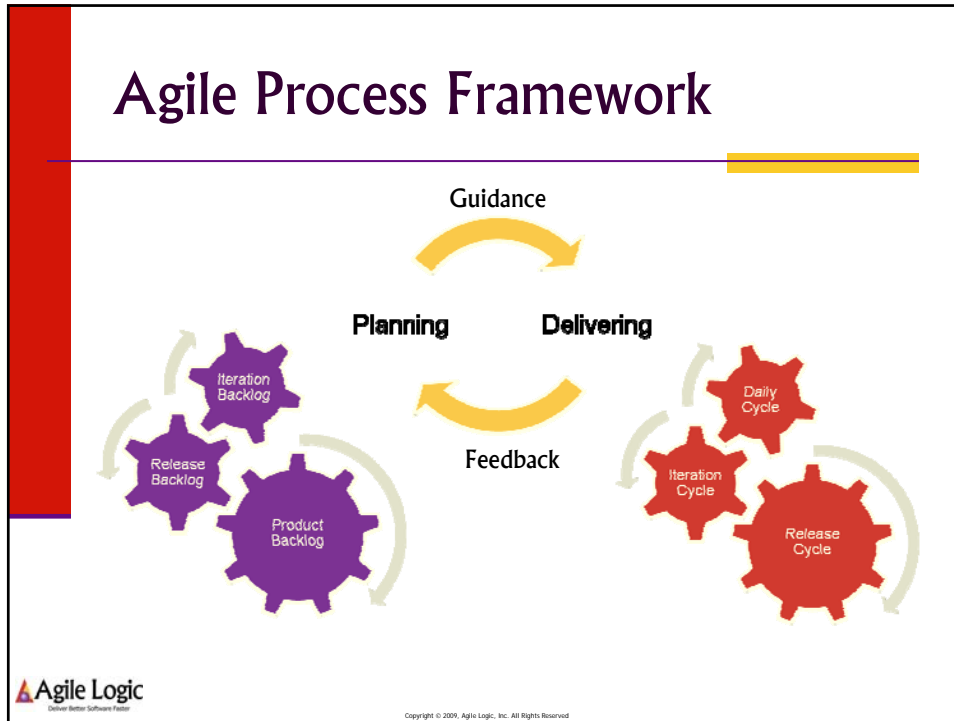 Agile Process Framework
Guidance
Planning
Delivering
Iteration
Backlog
Release
Backlog
Product
Backlog
Daily
Cycle
Iteration
Cycle
Release
Cycle
Feedback
Agile Logic
Deliver Better Software Faster
Copyright © 2009, Agile Logic, Inc. All Rights Reserved